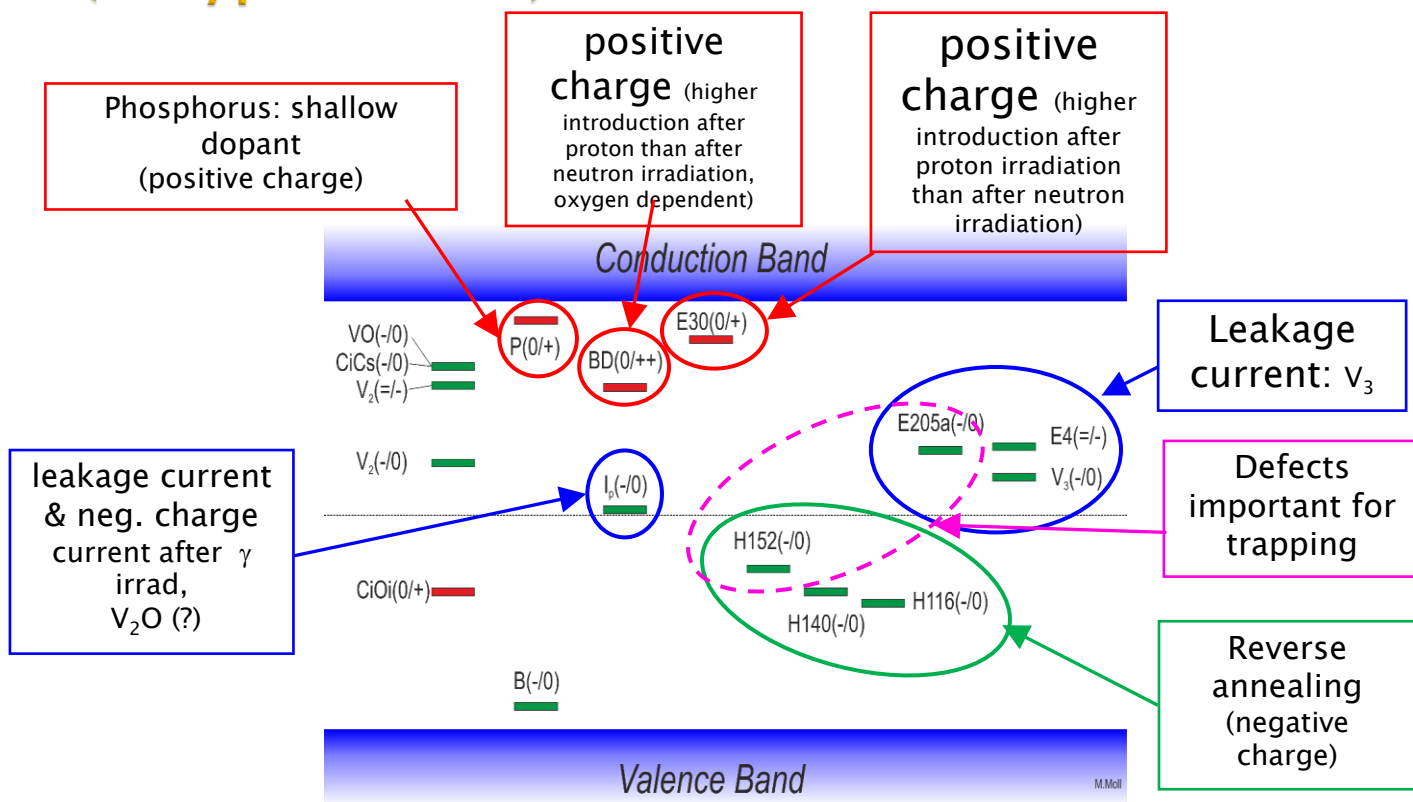 Phosphorus: shallow
dopant
(positive charge)
positive
charge (higher
introduction after
proton than after
neutron irradiation,
oxygen dependent)
positive
charge (higher
introduction after
proton irradiation
than after neutron
irradiation)
Conduction Band
VO(-/0)
CiCs(-/0)
V₂(=/-)
V₂(-/0)
CiOi(0/+)
P(0/+)
BD(0/++)
E30(0/+)
Iₚ(-/0)
E205a(-/0)
E4(=/-)
V₃(-/0)
H152(-/0)
H140(-/0)
H116(-/0)
B(-/0)
Leakage
current: V₃
Defects
important for
trapping
leakage current
& neg. charge
current after γ
irrad,
V₂O (?)
Reverse
annealing
(negative
charge)
Valence Band
M.Moll